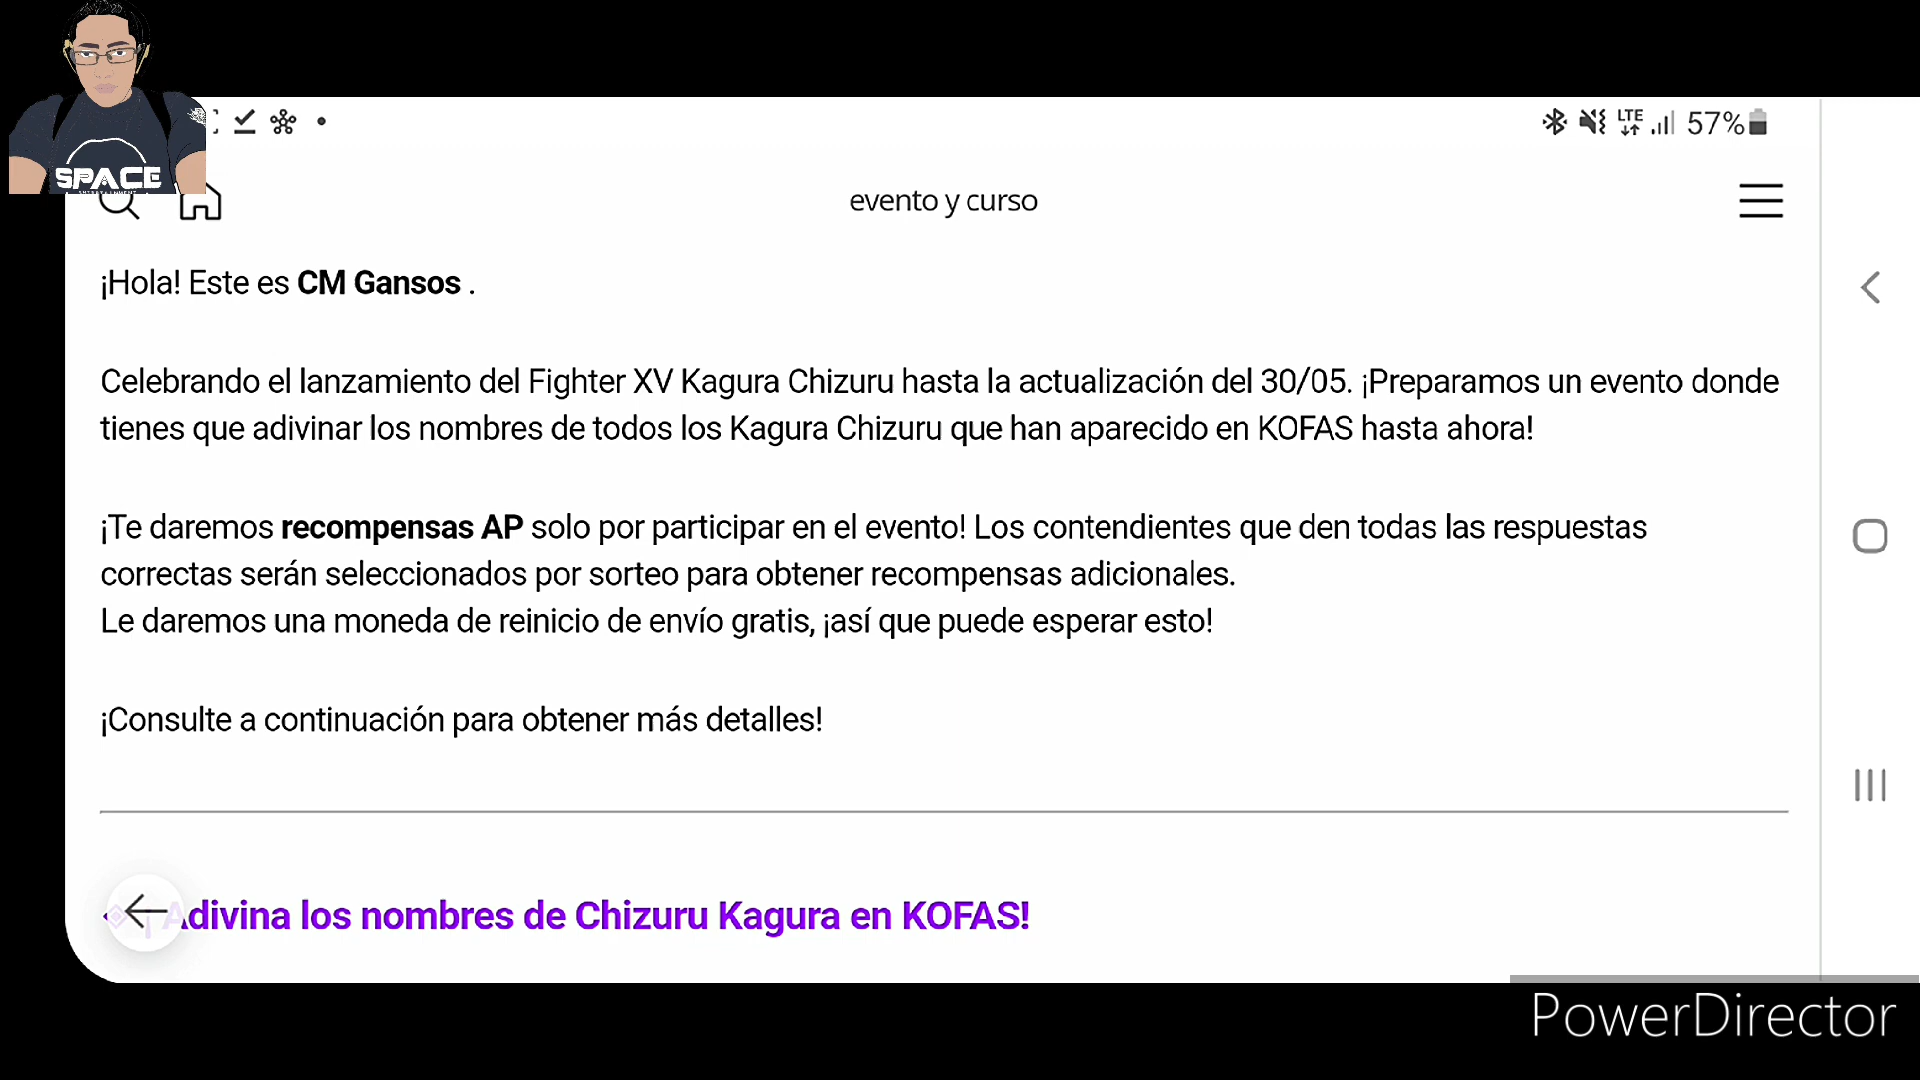 LTE 57%
SPACE
evento y curso
¡Hola! Este es CM Gansos .
Celebrando el lanzamiento del Fighter XV Kagura Chizuru hasta la actualización del 30/05. ¡Preparamos un evento donde
tienes que adivinar los nombres de todos los Kagura Chizuru que han aparecido en KOFAS hasta ahora!
¡Te daremos recompensas AP solo por participar en el evento! Los contendientes que den todas las respuestas
correctas serán seleccionados por sorteo para obtener recompensas adicionales.
Le daremos una moneda de reinicio de envío gratis, ¡así que puede esperar esto!
¡Consulte a continuación para obtener más detalles!
¡Adivina los nombres de Chizuru Kagura en KOFAS!
PowerDirector